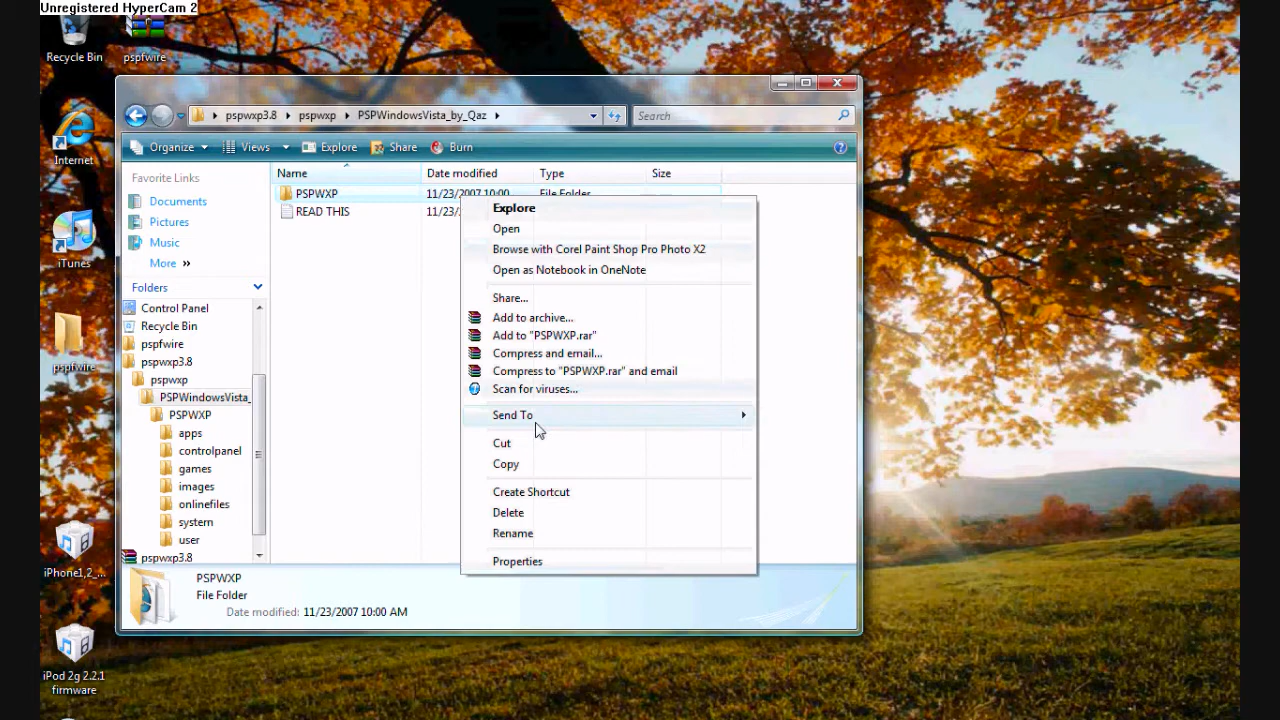 Unregistered HyperCam 2
Recycle Bin
pspfwire
Internet
iTunes
pspfwire
iPhone1,2_...
iPod 2g 2.2.1
firmware
pspwxp3.8
pspwxp
PSPWindowsVista_by_Qaz
Search
Organize
Views
Explore
Share
Burn
Favorite Links
Documents
Pictures
Music
More
Folders
Control Panel
Recycle Bin
pspfwire
pspwxp3.8
pspwxp
PSPWindowsVista_
PSPWXP
apps
controlpanel
games
images
onlinefiles
system
user
pspwxp3.8
Name
Date modified
Type
Size
PSPWXP
11/23/2007 10:00
File Folder
READ THIS
11/23/
Explore
Open
Browse with Corel Paint Shop Pro Photo X2
Open as Notebook in OneNote
Share...
Add to archive...
Add to "PSPWXP.rar"
Compress and email...
Compress to "PSPWXP.rar" and email
Scan for viruses...
Send To
Cut
Copy
Create Shortcut
Delete
Rename
Properties
PSPWXP
File Folder
Date modified: 11/23/2007 10:00 AM